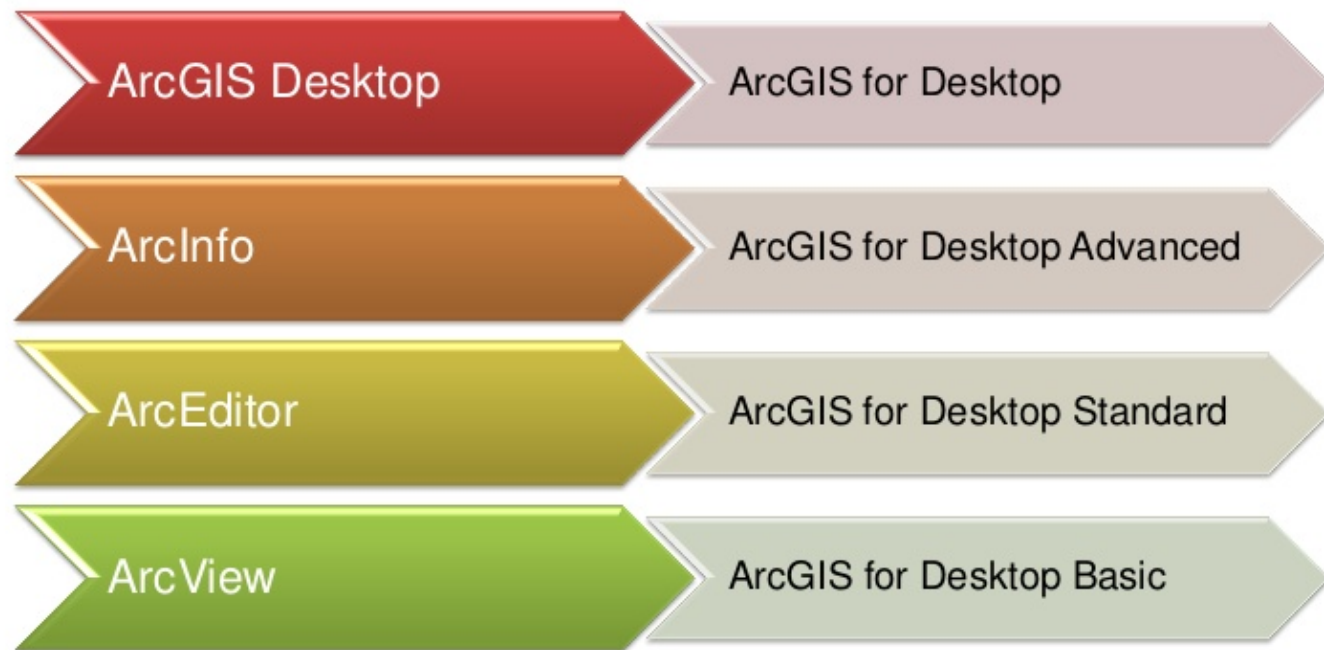 ArcGIS Desktop
ArcGIS for Desktop
ArcInfo
ArcGIS for Desktop Advanced
ArcEditor
ArcGIS for Desktop Standard
ArcView
ArcGIS for Desktop Basic